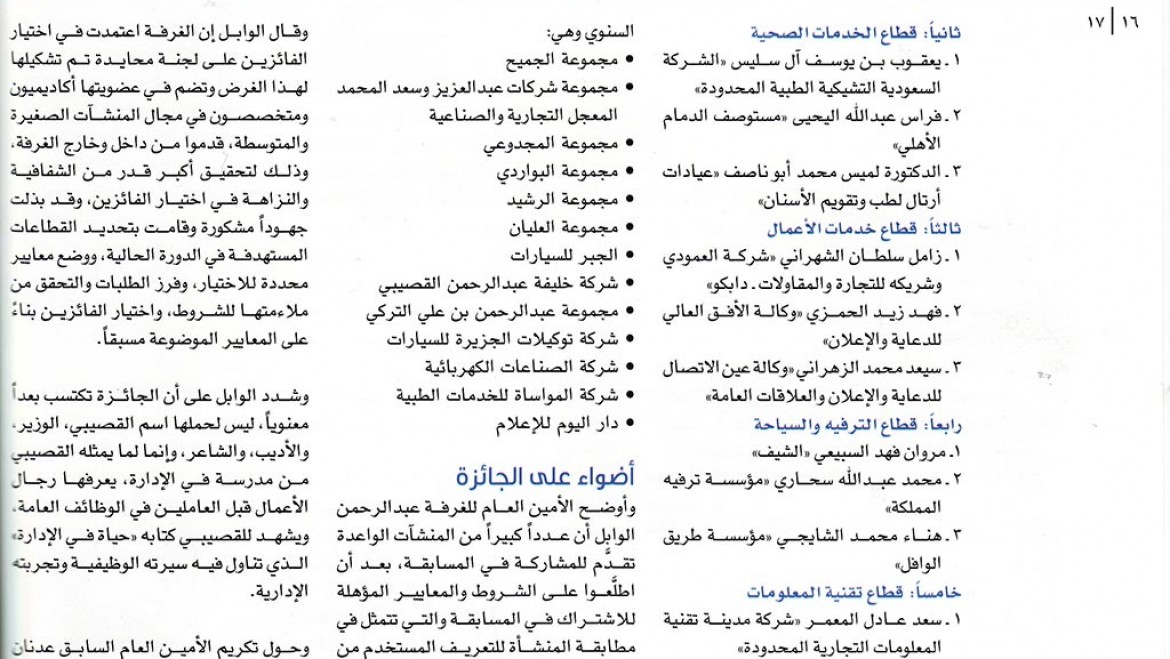 ١٦ | ١٧
ثانياً: قطاع الخدمات الصحية
١ـ يعقوب بن يوسف آل سليس «الشركة
السعودية التشيكية الطبية المحدودة»
٢ـ فراس عبدالله اليحيى «مستوصف الدمام
الأهلي»
٣ـ الدكتورة لميس محمد أبو ناصف «عيادات
أرتال لطب وتقويم الأسنان»
ثالثاً: قطاع خدمات الأعمال
١ـ زامل سلطان الشهراني «شركة العمودي
وشريكه للتجارة والمقاولات ـ دابكو»
٢ـ فهد زيد الحمزي «وكالة الأفق العالي
للدعاية والإعلان»
٣ـ سيعد محمد الزهراني «وكالة عين الاتصال
للدعاية والإعلان والعلاقات العامة»
رابعاً: قطاع الترفيه والسياحة
١ـ مروان فهد السبيعي «الشيف»
٢ـ محمد عبدالله سحاري «مؤسسة ترفيه
المملكة»
٣ـ هناء محمد الشايجي «مؤسسة طريق
الوافل»
خامساً: قطاع تقنية المعلومات
١ـ سعد عادل المعمر «شركة مدينة تقنية
المعلومات التجارية المحدودة»
السنوي وهي:
• مجموعة الجميح
• مجموعة شركات عبدالعزيز وسعد المحمد
المعجل التجارية والصناعية
• مجموعة المجدوعي
• مجموعة البواردي
• مجموعة الرشيد
• مجموعة العليان
• الجبر للسيارات
• شركة خليفة عبدالرحمن القصيبي
• مجموعة عبدالرحمن بن علي التركي
• شركة توكيلات الجزيرة للسيارات
• شركة الصناعات الكهربائية
• شركة المواساة للخدمات الطبية
• دار اليوم للإعلام
أضواء على الجائزة
وأوضح الأمين العام للغرفة عبدالرحمن
الوابل أن عدداً كبيراً من المنشآت الواعدة
تقدَّم للمشاركة في المسابقة، بعد أن
اطلَّعوا على الشروط والمعايير المؤهلة
للاشتراك في المسابقة والتي تتمثل في
مطابقة المنشأة للتعريف المستخدم من
وقال الوابل إن الغرفة اعتمدت في اختيار
الفائزين على لجنة محايدة تم تشكيلها
لهذا الغرض وتضم في عضويتها أكاديميون
ومتخصصون في مجال المنشآت الصغيرة
والمتوسطة، قدموا من داخل وخارج الغرفة،
وذلك لتحقيق أكبر قدر من الشفافية
والنزاهة في اختيار الفائزين، وقد بذلت
جهوداً مشكورة وقامت بتحديد القطاعات
المستهدفة في الدورة الحالية، ووضع معايير
محددة للاختيار، وفرز الطلبات والتحقق من
ملاءمتها للشروط، واختيار الفائزين بناءً
على المعايير الموضوعة مسبقاً.
وشدد الوابل على أن الجائزة تكتسب بعداً
معنوياً، ليس لحملها اسم القصيبي، الوزير،
والأديب، والشاعر، وإنما لما يمثله القصيبي
من مدرسة في الإدارة، يعرفها رجال
الأعمال قبل العاملين في الوظائف العامة،
ويشهد للقصيبي كتابه «حياة في الإدارة»
الذي تناول فيه سيرته الوظيفية وتجربته
الإدارية.
وحول تكريم الأمين العام السابق عدنان